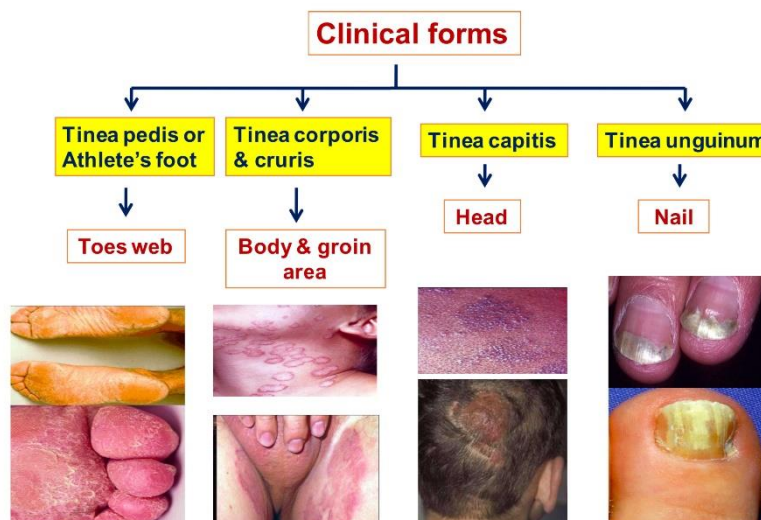 Clinical forms
Tinea pedis or
Athlete's foot
Tinea corporis
& cruris
Tinea capitis
Tinea unguinum
Toes web
Body & groin
area
Head
Nail